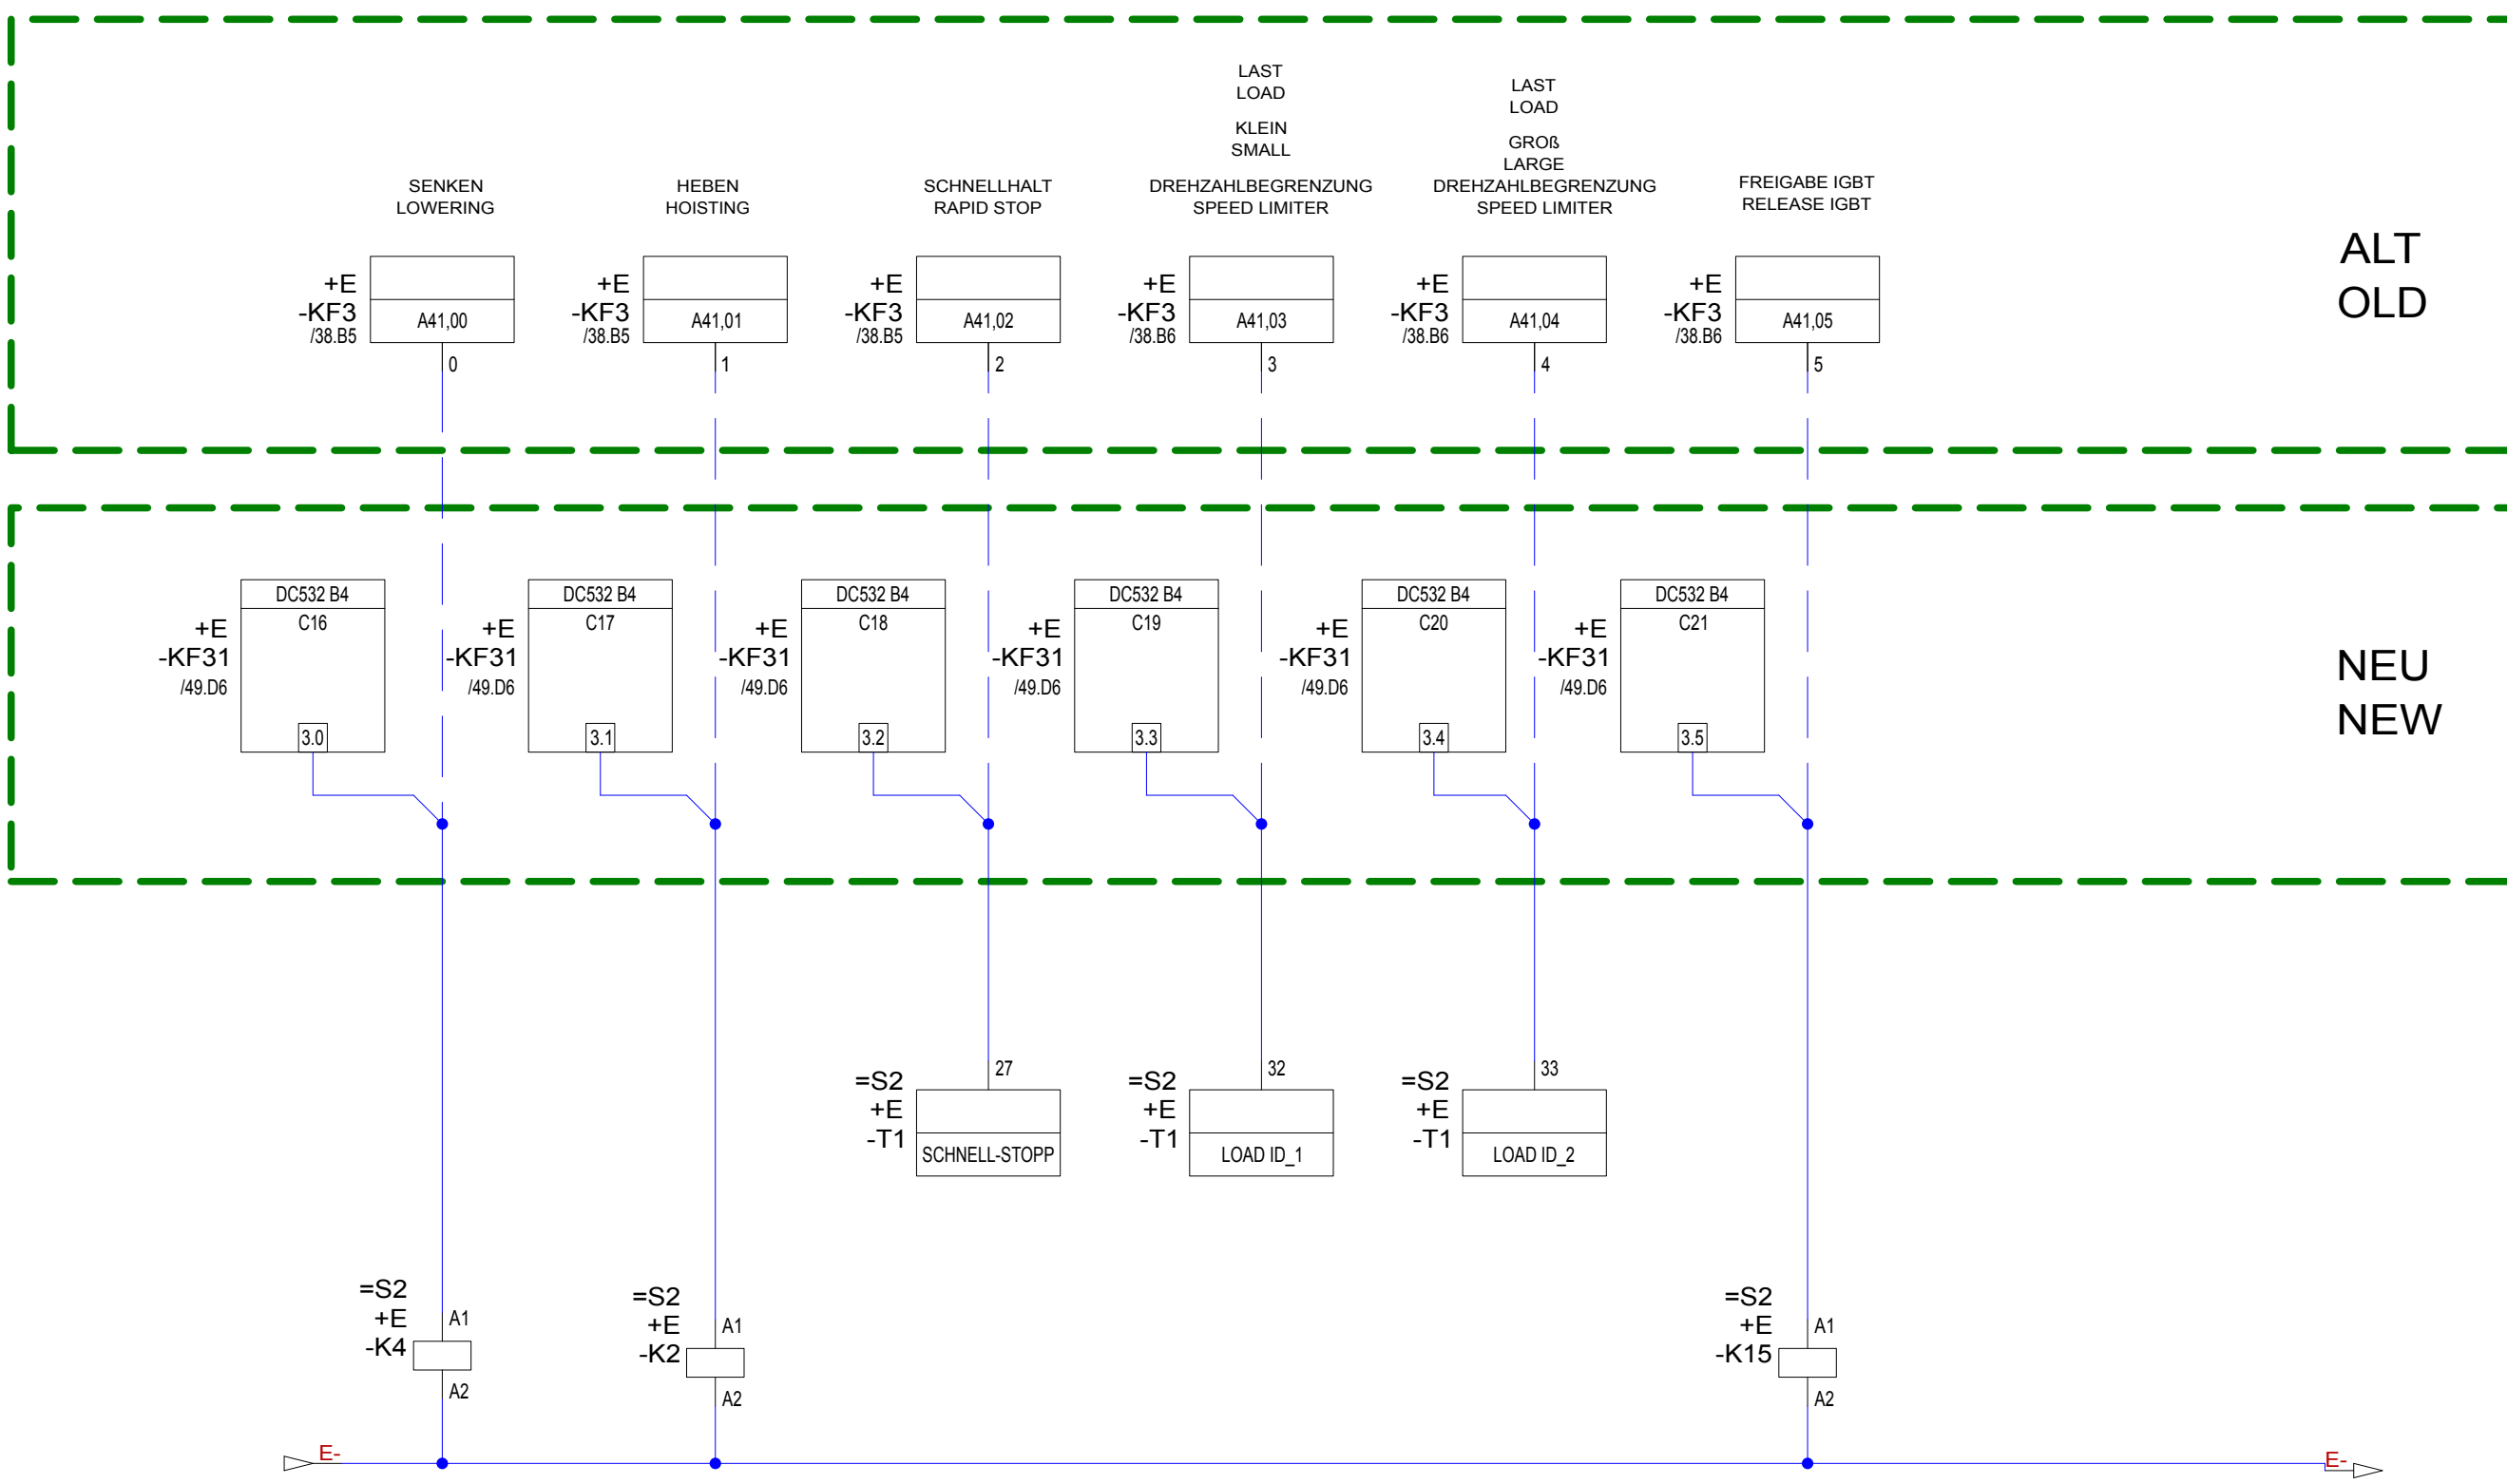 LAST
LOAD
KLEIN
SMALL
DREHZAHLBEGRENZUNG
SPEED LIMITER
LAST
LOAD
GROß
LARGE
DREHZAHLBEGRENZUNG
SPEED LIMITER
SENKEN
LOWERING
HEBEN
HOISTING
SCHNELLHALT
RAPID STOP
FREIGABE IGBT
RELEASE IGBT
ALT
OLD
+E
-KF3
/38.B5
A41,00
0
+E
-KF3
/38.B5
A41,01
1
+E
-KF3
/38.B5
A41,02
2
+E
-KF3
/38.B6
A41,03
3
+E
-KF3
/38.B6
A41,04
4
+E
-KF3
/38.B6
A41,05
5
NEU
NEW
+E
-KF31
/49.D6
DC532 B4
C16
3.0
+E
-KF31
/49.D6
DC532 B4
C17
3.1
+E
-KF31
/49.D6
DC532 B4
C18
3.2
+E
-KF31
/49.D6
DC532 B4
C19
3.3
+E
-KF31
/49.D6
DC532 B4
C20
3.4
+E
-KF31
/49.D6
DC532 B4
C21
3.5
=S2
+E
-T1
27
SCHNELL-STOPP
=S2
+E
-T1
32
LOAD ID_1
=S2
+E
-T1
33
LOAD ID_2
=S2
+E
-K4
A1
A2
=S2
+E
-K2
A1
A2
=S2
+E
-K15
A1
A2
E-
E-